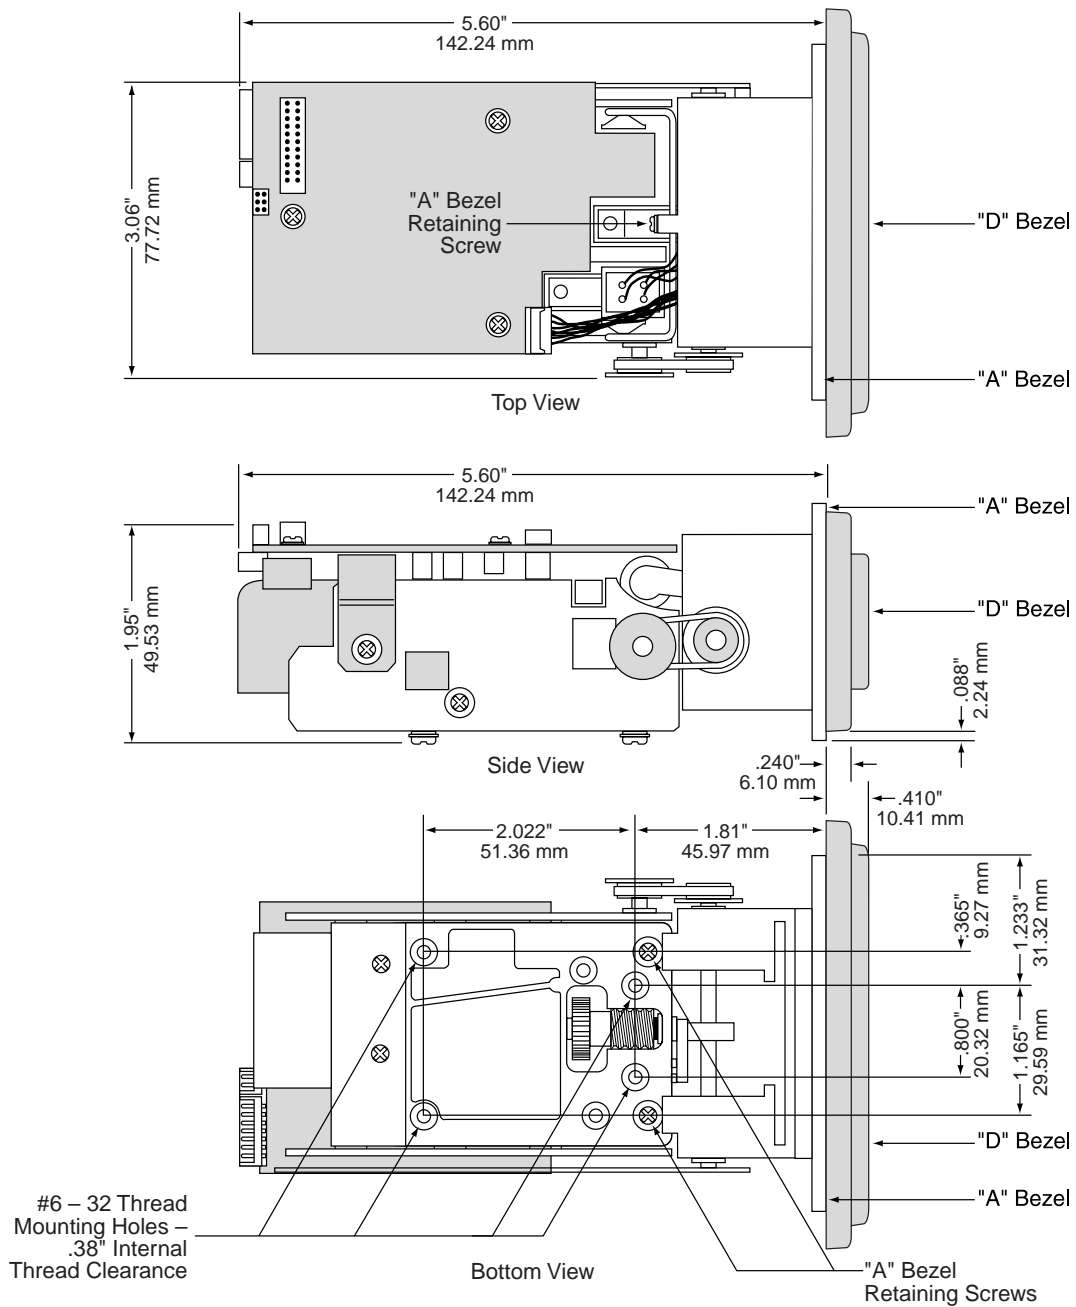 5.60"
142.24 mm
3.06"
77.72 mm
"A" Bezel
Retaining
Screw
"D" Bezel
"A" Bezel
Top View
5.60"
142.24 mm
"A" Bezel
1.95"
49.53 mm
"D" Bezel
.088"
2.24 mm
Side View
.240"
6.10 mm
.410"
10.41 mm
2.022"
51.36 mm
1.81"
45.97 mm
.365"
9.27 mm
1.233"
31.32 mm
.800"
20.32 mm
1.165"
29.59 mm
"D" Bezel
"A" Bezel
#6 – 32 Thread
Mounting Holes –
.38" Internal
Thread Clearance
Bottom View
"A" Bezel
Retaining Screws